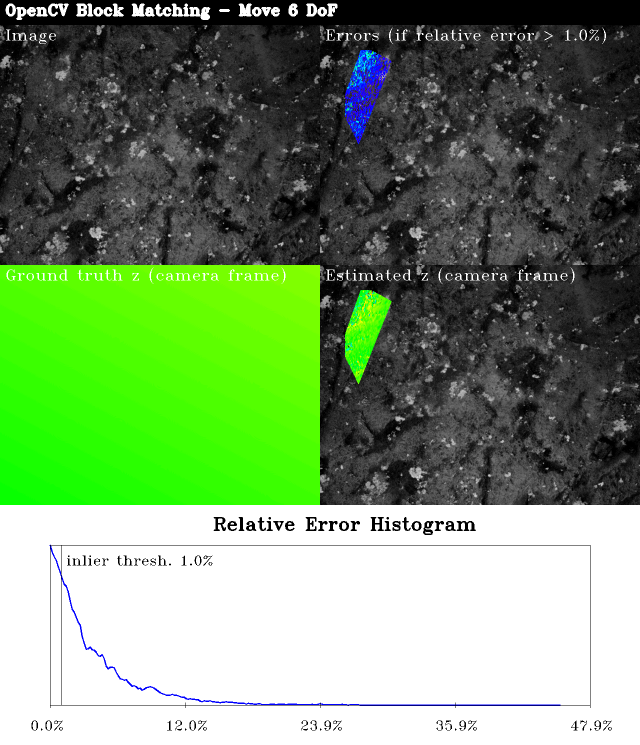 OpenCV Block Matching - Move 6 DoF
Image
Errors (if relative error > 1.0%)
Ground truth z (camera frame)
Estimated z (camera frame)
Relative Error Histogram
inlier thresh. 1.0%
0.0% 12.0% 23.9% 35.9% 47.9%